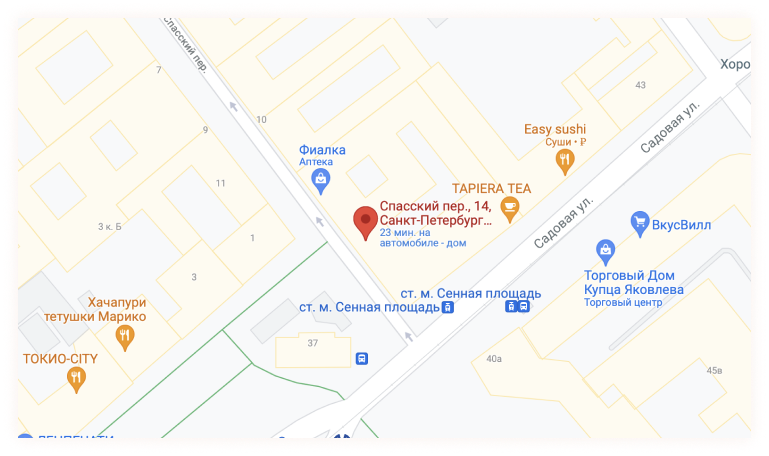 Спасский пер.
7
43
Хоро
Садовая ул.
10
9
Easy sushi
Суши • ₽
Фиалка
Аптека
11
TAPIERA TEA
Спасский пер., 14,
Санкт-Петербург...
23 мин. на
автомобиле - дом
Садовая ул.
ВкусВилл
3 к. Б
1
3
Торговый Дом
Купца Яковлева
Торговый центр
ст. м. Сенная площадь
ст. м. Сенная площадь
Хачапури
тетушки Марико
37
ТОКИО-CITY
40а
45в